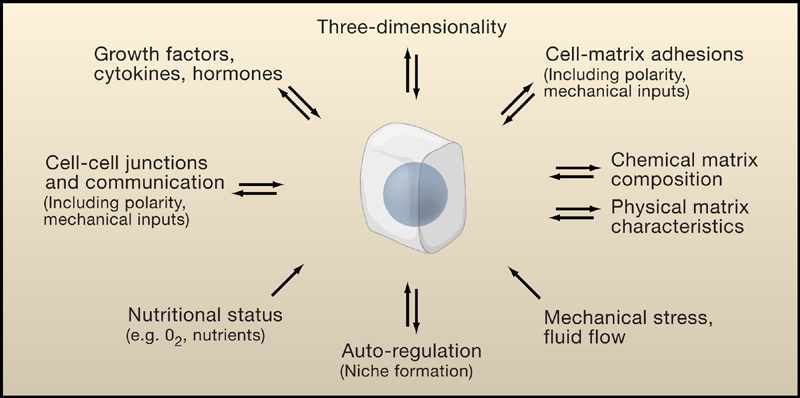 Three-dimensionality
Growth factors,
cytokines, hormones
Cell-matrix adhesions
(Including polarity,
mechanical inputs)
Cell-cell junctions
and communication
(Including polarity,
mechanical inputs)
Chemical matrix
composition
Physical matrix
characteristics
Nutritional status
(e.g. 0₂, nutrients)
Auto-regulation
(Niche formation)
Mechanical stress,
fluid flow